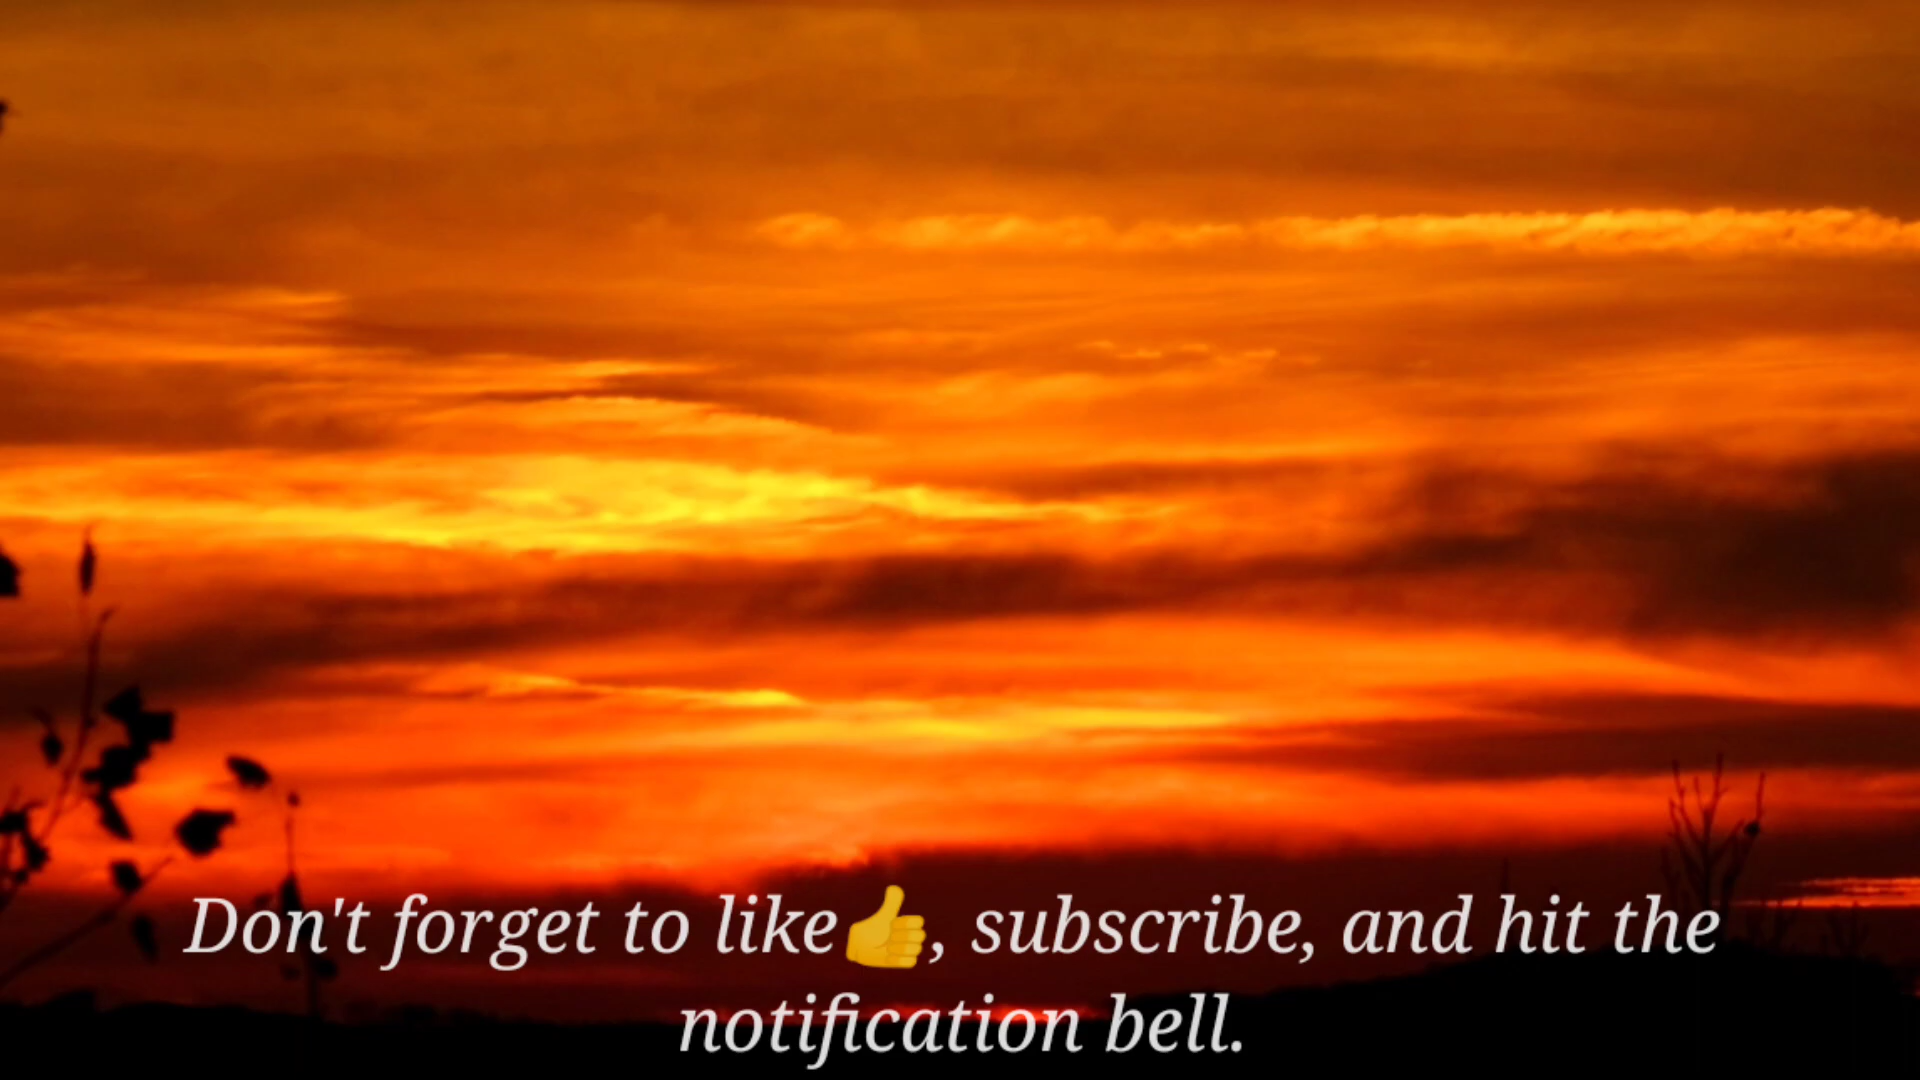 Don't forget to like👍, subscribe, and hit the
notification bell.